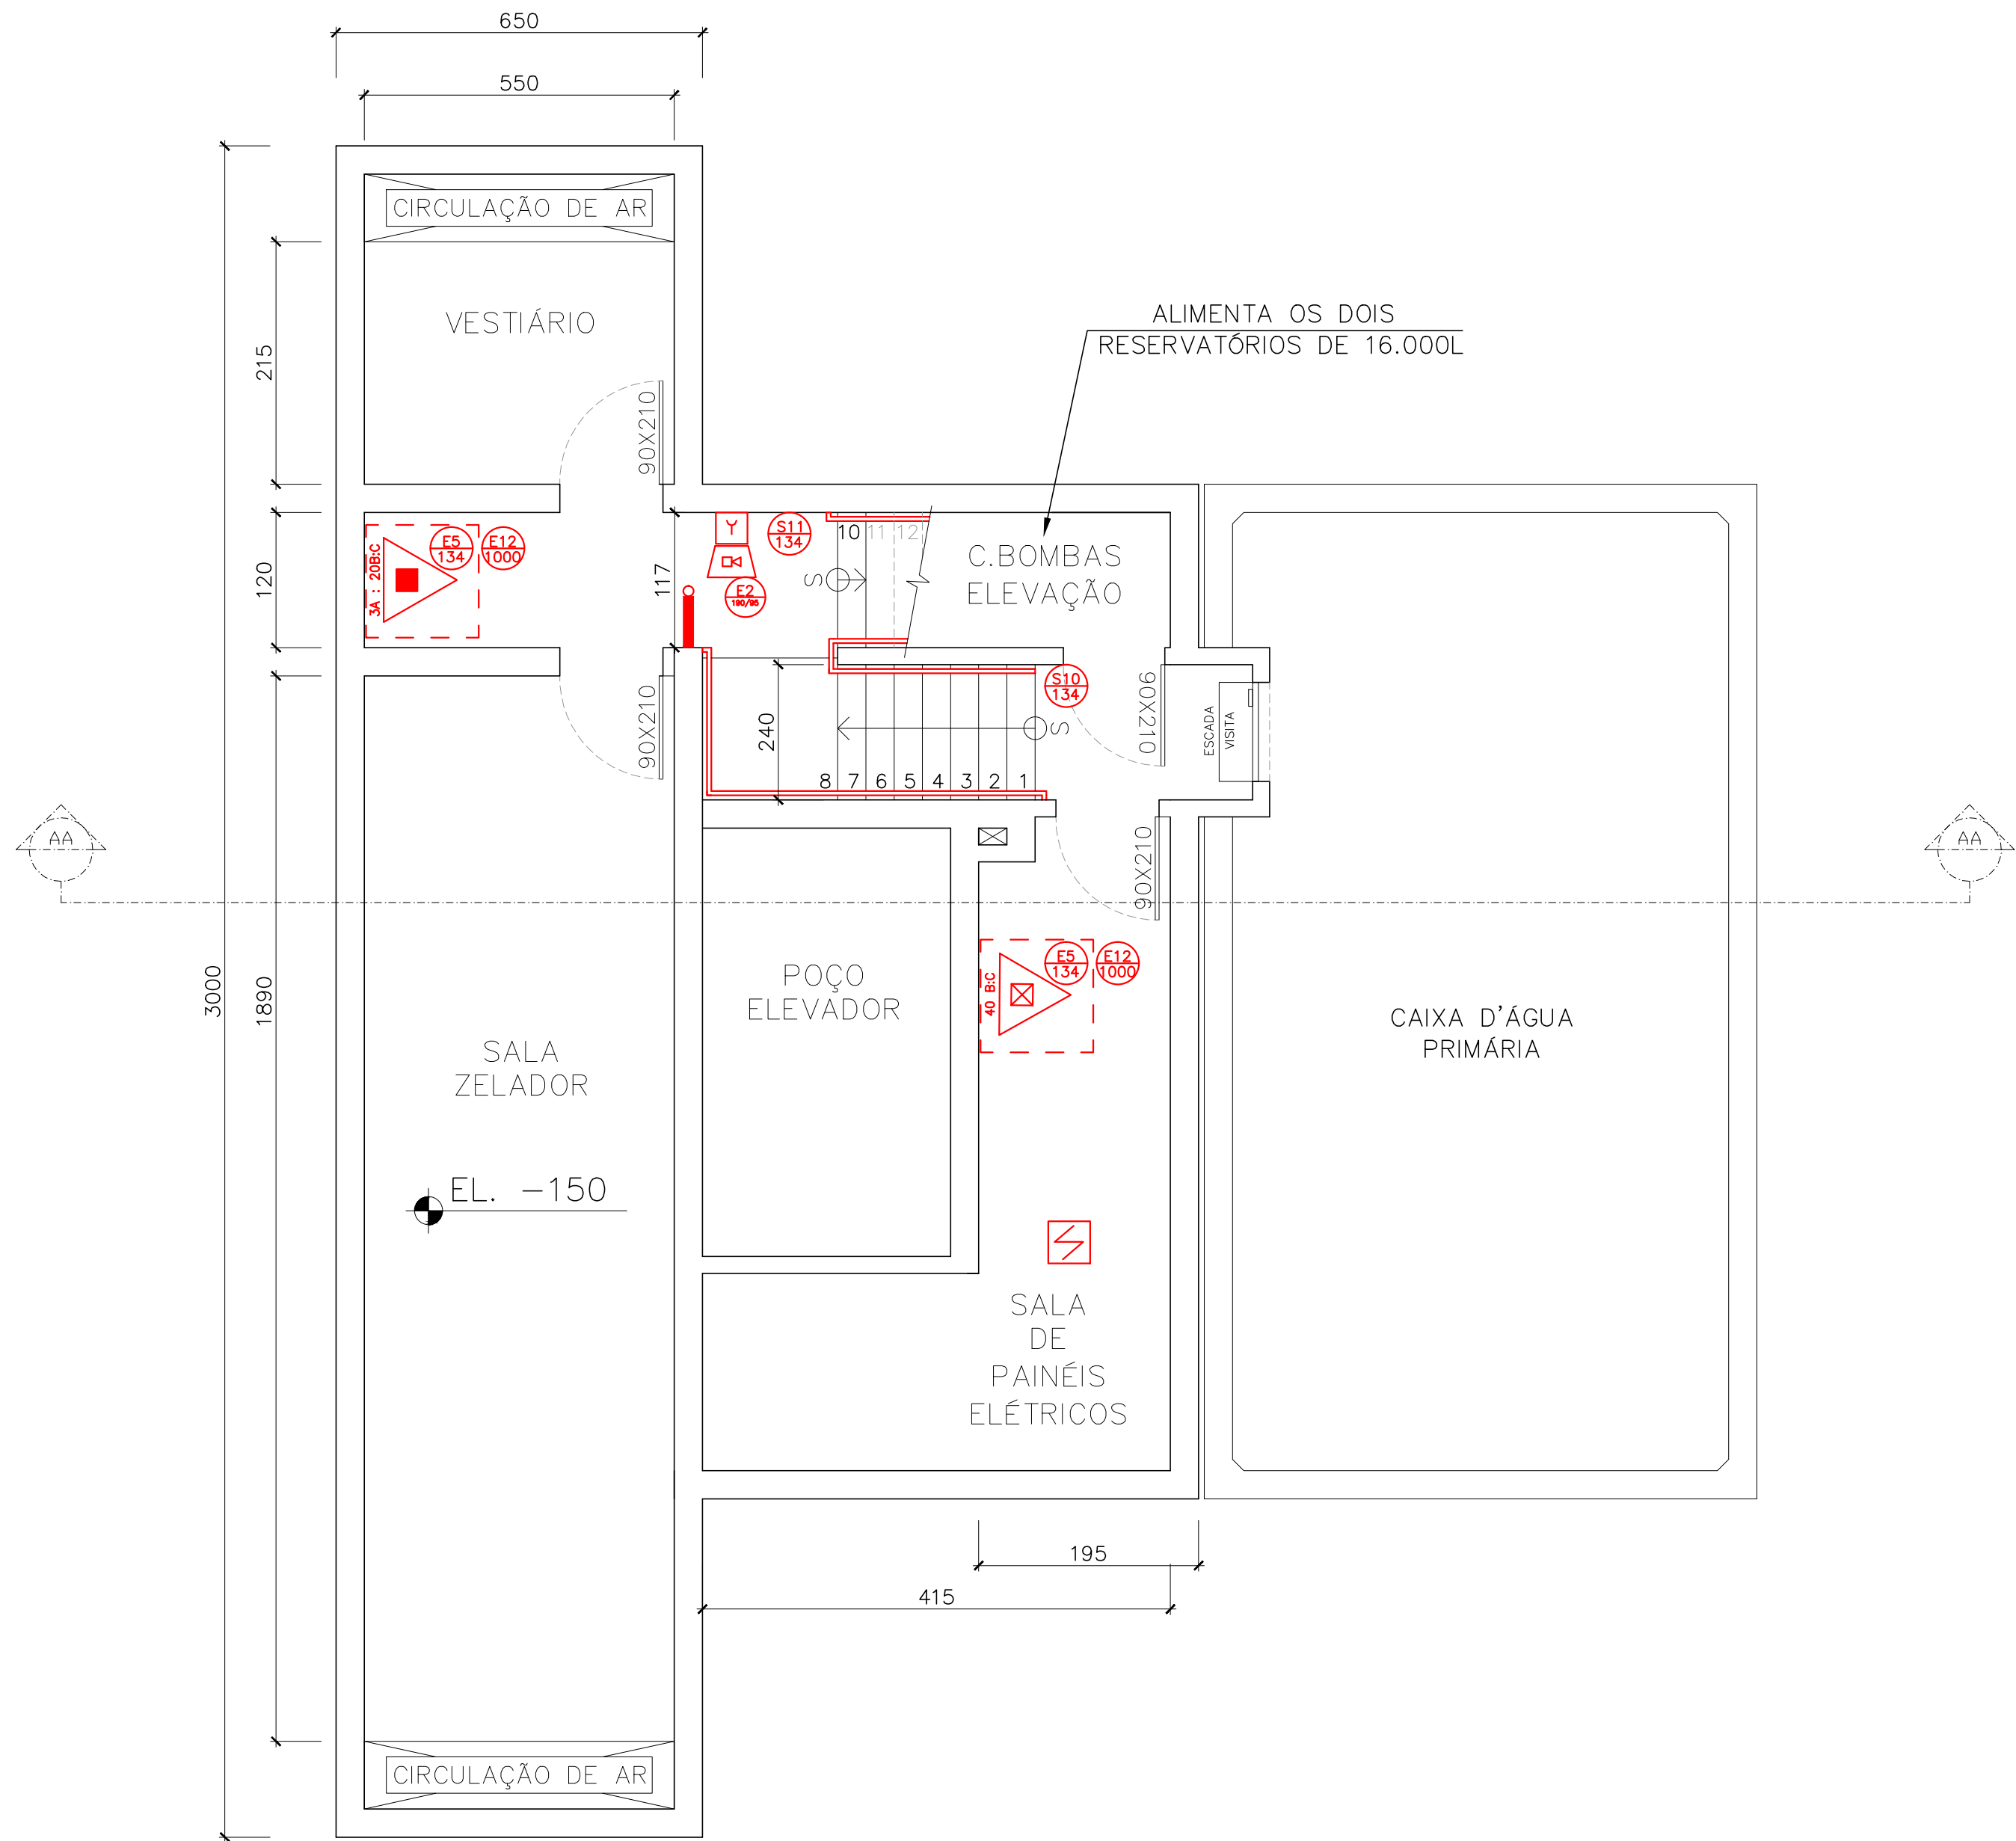 650
550
CIRCULAÇÃO DE AR
VESTIÁRIO
215
90X210
ALIMENTA OS DOIS
RESERVATÓRIOS DE 16.000L
120
3A : 20B:C
E5
134
E12
1000
117
S11
134
E2
190/95
S
10
11
12
C.BOMBAS
ELEVAÇÃO
90X210
240
S10
134
S
8
7
6
5
4
3
2
1
90X210
ESCADA
VISITA
AA
AA
90X210
3000
1890
POÇO
ELEVADOR
40 B:C
E5
134
E12
1000
CAIXA D'ÁGUA
PRIMÁRIA
SALA
ZELADOR
EL. -150
SALA
DE
PAINÉIS
ELÉTRICOS
195
415
CIRCULAÇÃO DE AR